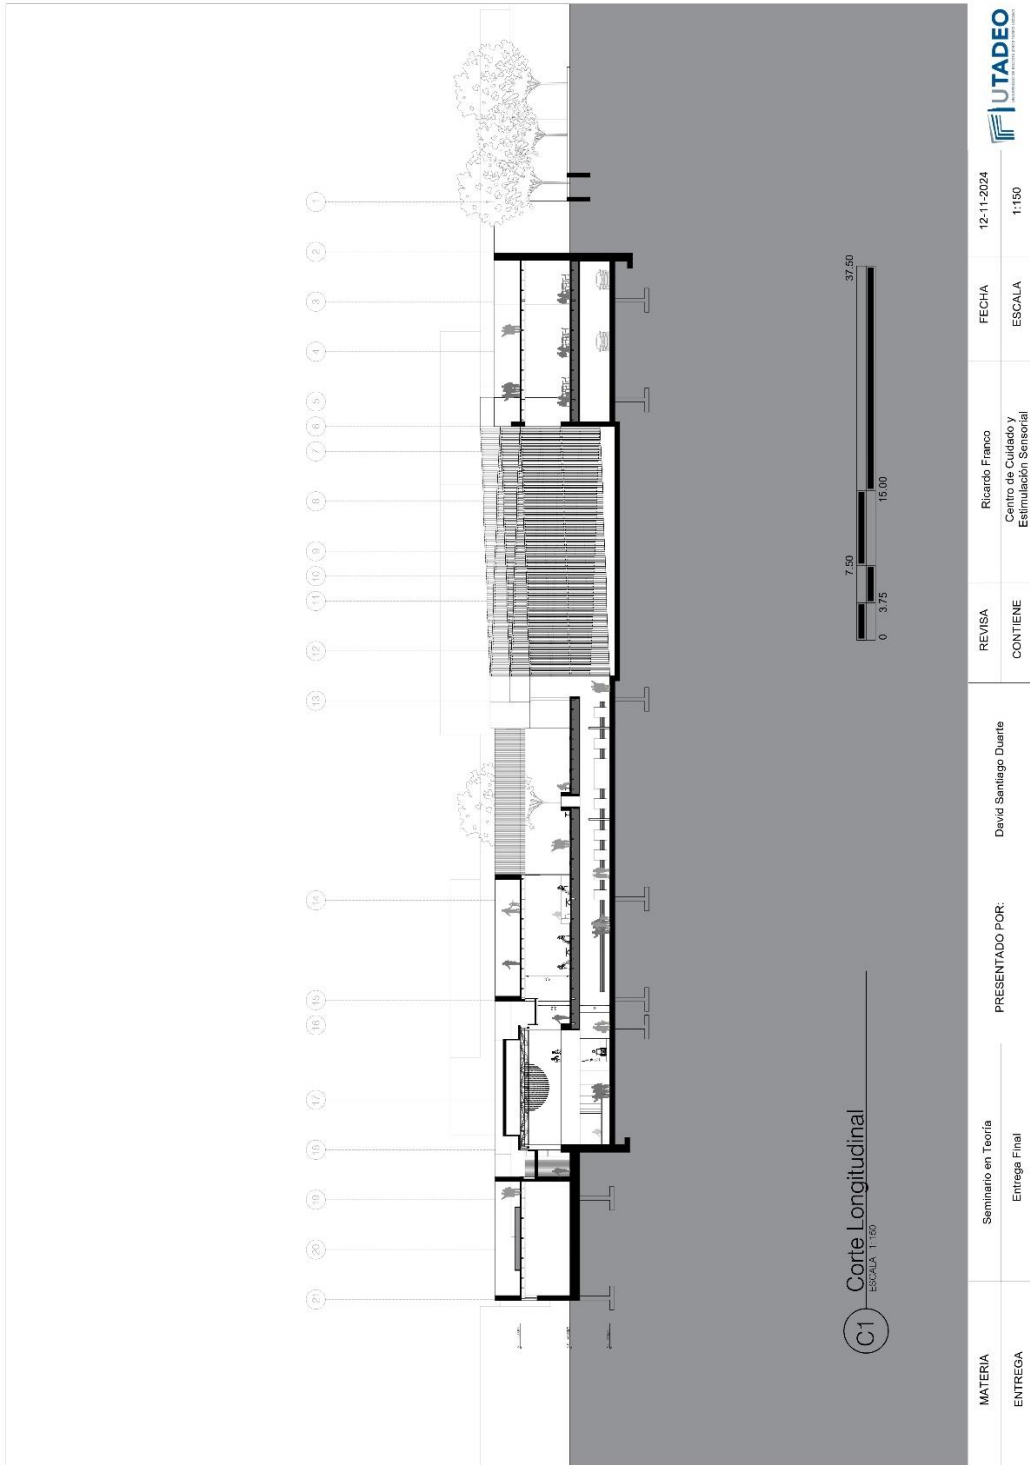 21
20
19
18
17
16
15
14
13
12
11
10
9
8
7
6
5
4
3
2
1
C1
Corte Longitudinal
ESCALA 1:150
0
3.75
7.50
15.00
37.50
MATERIA
Seminario en Teoría
ENTREGA
Entrega Final
PRESENTADO POR:
David Santiago Duarte
REVISA
Ricardo Franco
CONTIENE
Centro de Cuidado y
Estimulación Sensorial
FECHA
12-11-2024
ESCALA
1:150
UTADEO